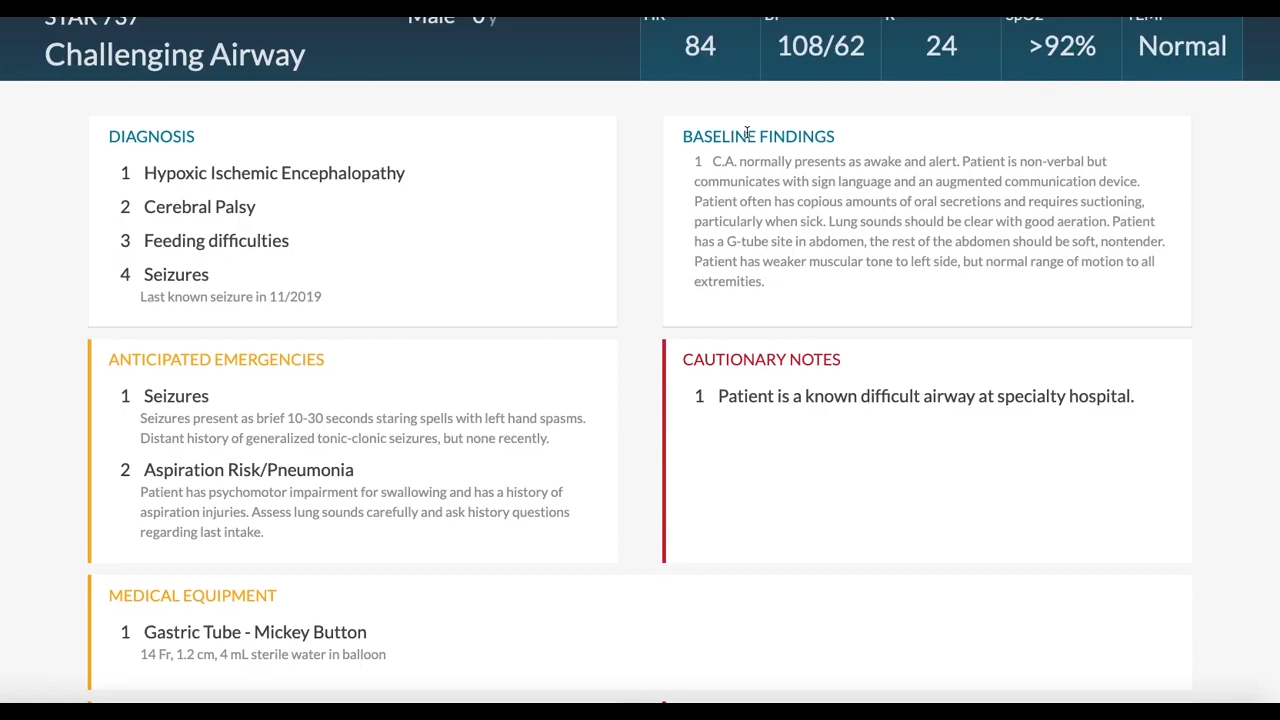 STAR 737 Male
HR BP R SpO2 TEMP
Challenging Airway 84 108/62 24 >92% Normal
DIAGNOSIS
1 Hypoxic Ischemic Encephalopathy
2 Cerebral Palsy
3 Feeding difficulties
4 Seizures
Last known seizure in 11/2019
BASELINE FINDINGS
1 C.A. normally presents as awake and alert. Patient is non-verbal but
communicates with sign language and an augmented communication device.
Patient often has copious amounts of oral secretions and requires suctioning,
particularly when sick. Lung sounds should be clear with good aeration. Patient
has a G-tube site in abdomen, the rest of the abdomen should be soft, nontender.
Patient has weaker muscular tone to left side, but normal range of motion to all
extremities.
ANTICIPATED EMERGENCIES
1 Seizures
Seizures present as brief 10-30 seconds staring spells with left hand spasms.
Distant history of generalized tonic-clonic seizures, but none recently.
2 Aspiration Risk/Pneumonia
Patient has psychomotor impairment for swallowing and has a history of
aspiration injuries. Assess lung sounds carefully and ask history questions
regarding last intake.
CAUTIONARY NOTES
1 Patient is a known difficult airway at specialty hospital.
MEDICAL EQUIPMENT
1 Gastric Tube - Mickey Button
14 Fr, 1.2 cm, 4 mL sterile water in balloon